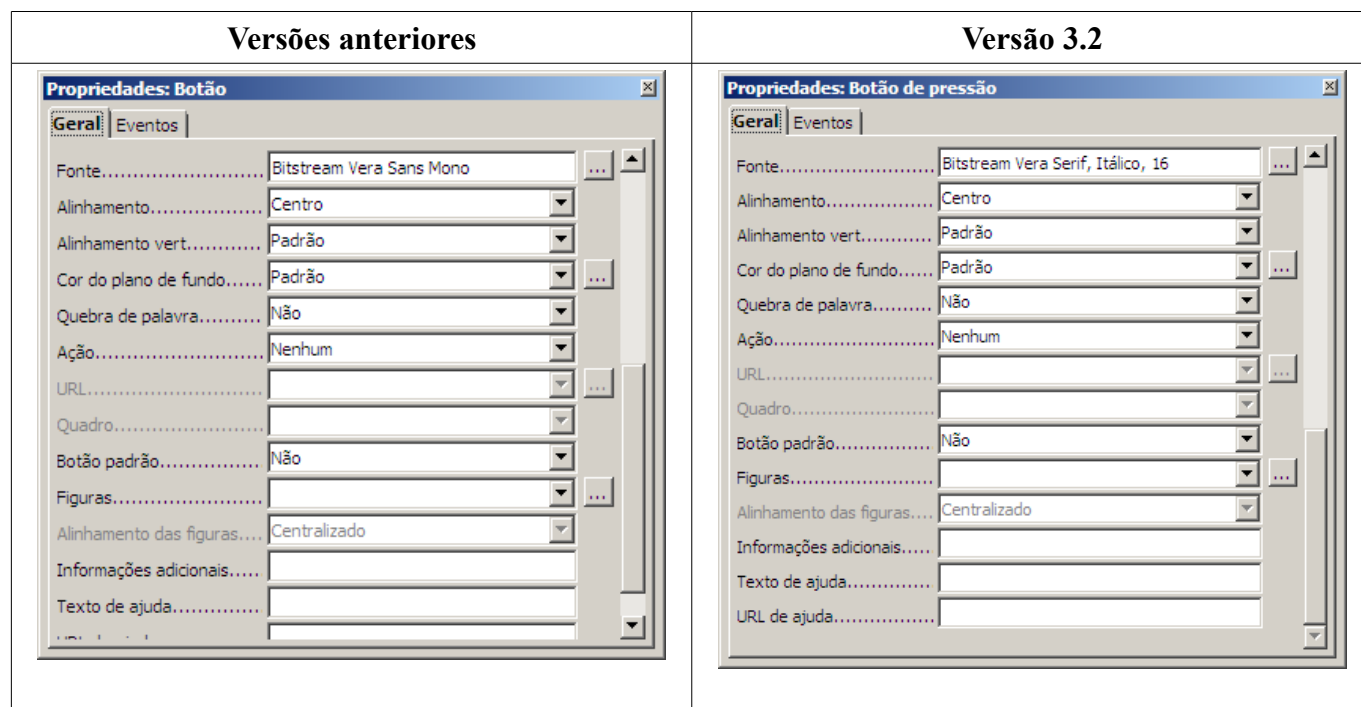 Versões anteriores
Versão 3.2
Propriedades: Botão
Geral Eventos
Fonte......................... Bitstream Vera Sans Mono ...
Alinhamento................. Centro
Alinhamento vert............ Padrão
Cor do plano de fundo...... Padrão ...
Quebra de palavra.......... Não
Ação.......................... Nenhum
URL........................... ...
Quadro.......................
Botão padrão................ Não
Figuras....................... ...
Alinhamento das figuras.... Centralizado
Informações adicionais.....
Texto de ajuda..............
Propriedades: Botão de pressão
Geral Eventos
Fonte........................ Bitstream Vera Serif, Itálico, 16 ...
Alinhamento................. Centro
Alinhamento vert............ Padrão
Cor do plano de fundo...... Padrão ...
Quebra de palavra.......... Não
Ação.......................... Nenhum
URL........................... ...
Quadro.......................
Botão padrão............... Não
Figuras....................... ...
Alinhamento das figuras.... Centralizado
Informações adicionais.....
Texto de ajuda..............
URL de ajuda................